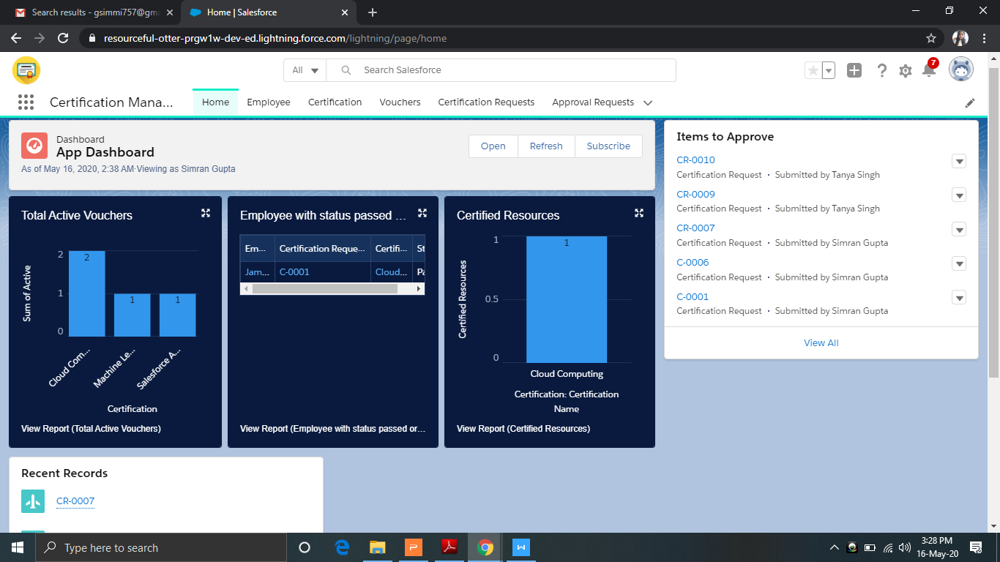 Search results - gsimmi757@gma
Home | Salesforce
resourceful-otter-prgw1w-dev-ed.lightning.force.com/lightning/page/home
All
Search Salesforce
7
Certification Mana...
Home
Employee
Certification
Vouchers
Certification Requests
Approval Requests
Dashboard
App Dashboard
As of May 16, 2020, 2:38 AM·Viewing as Simran Gupta
Open
Refresh
Subscribe
Total Active Vouchers
Sum of Active
2
1
0
2
1
1
Cloud Com...
Machine Le...
Salesforce A...
Certification
View Report (Total Active Vouchers)
Employee with status passed ...
Em...
Certification Reque...
Certifi...
St
Jam...
C-0001
Cloud...
Pa
View Report (Employee with status passed or...
Certified Resources
Certified Resources
1
0.5
0
1
Cloud Computing
Certification: Certification
Name
View Report (Certified Resources)
Items to Approve
CR-0010
Certification Request • Submitted by Tanya Singh
CR-0009
Certification Request • Submitted by Tanya Singh
CR-0007
Certification Request • Submitted by Simran Gupta
C-0006
Certification Request • Submitted by Simran Gupta
C-0001
Certification Request • Submitted by Simran Gupta
View All
Recent Records
CR-0007
Type here to search
3:28 PM
16-May-20